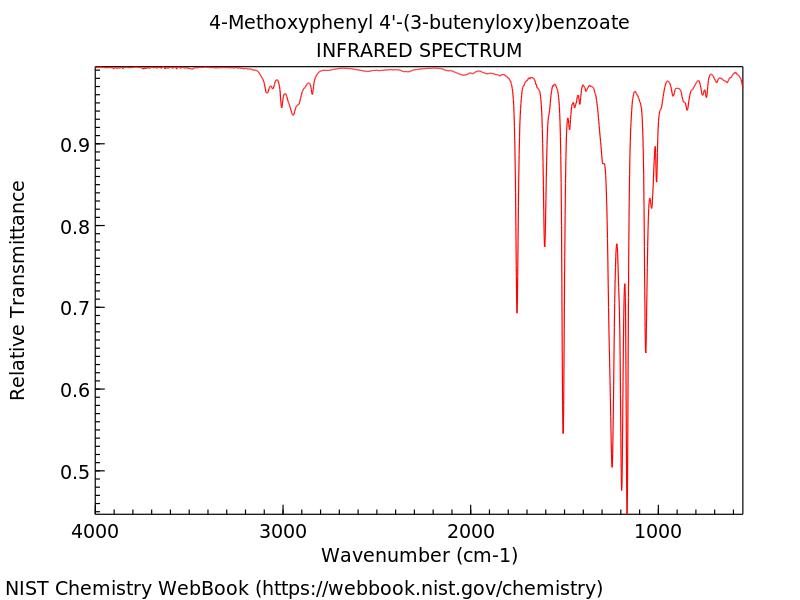 4-Methoxyphenyl 4'-(3-butenyloxy)benzoate
INFRARED SPECTRUM
0.9
0.8
0.7
0.6
0.5
Relative Transmittance
4000 3000 2000 1000
Wavenumber (cm-1)
NIST Chemistry WebBook (https://webbook.nist.gov/chemistry)